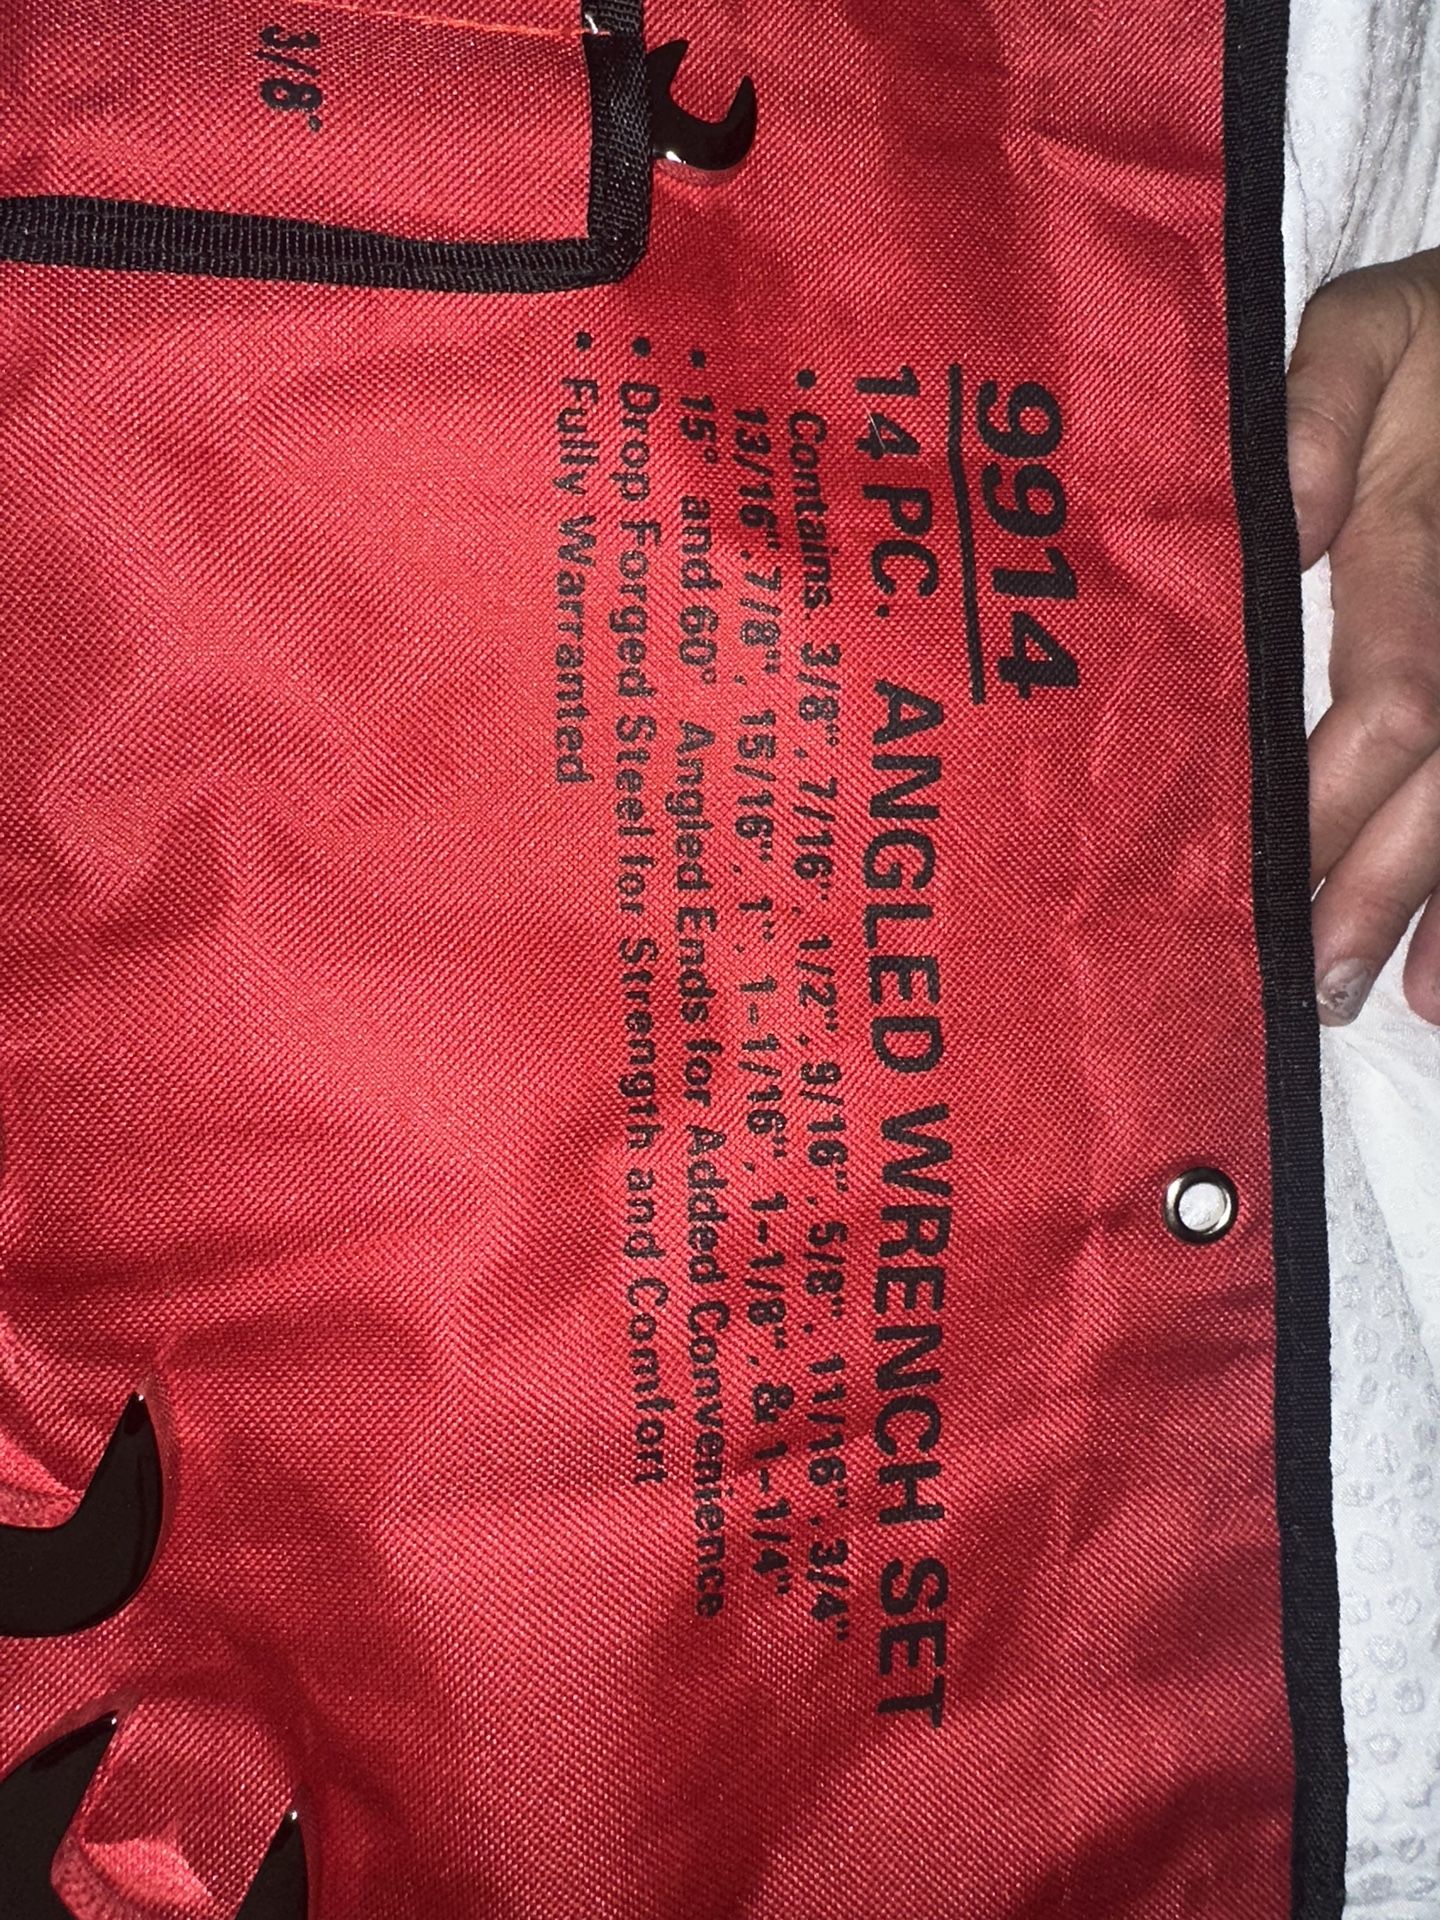 3/8"
9914
14 PC. ANGLED WRENCH SET
• Contains 3/8", 7/16", 1/2", 9/16", 5/8", 11/16", 3/4"
13/16", 7/8", 15/16", 1", 1-1/16", 1-1/8", & 1-1/4"
• 15° and 60° Angled Ends for Added Convenience
• Drop Forged Steel for Strength and Comfort
• Fully Warranted